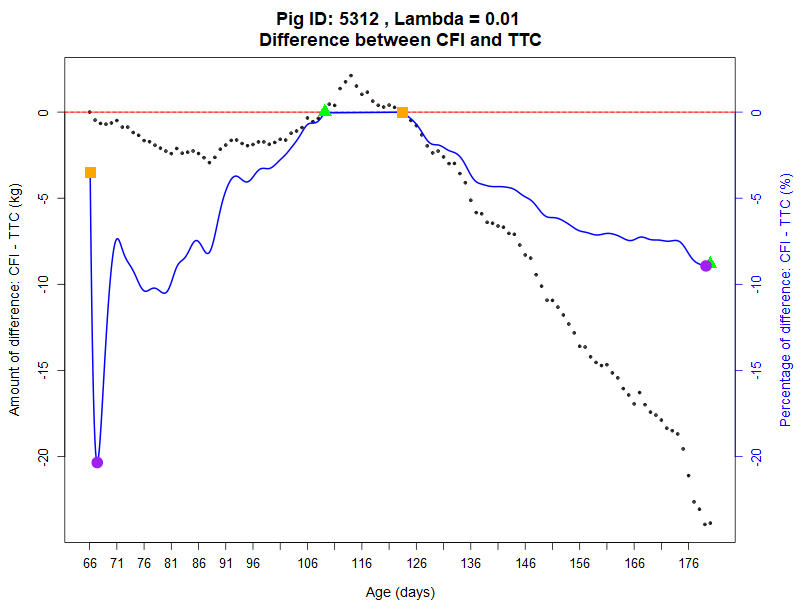 Pig ID: 5312 , Lambda = 0.01
Difference between CFI and TTC
0
-5
-10
-15
-20
Amount of difference: CFI - TTC (kg)
0
-5
-10
-15
-20
Percentage of difference: CFI - TTC (%)
66 71 76 81 86 91 96 106 116 126 136 146 156 166 176
Age (days)